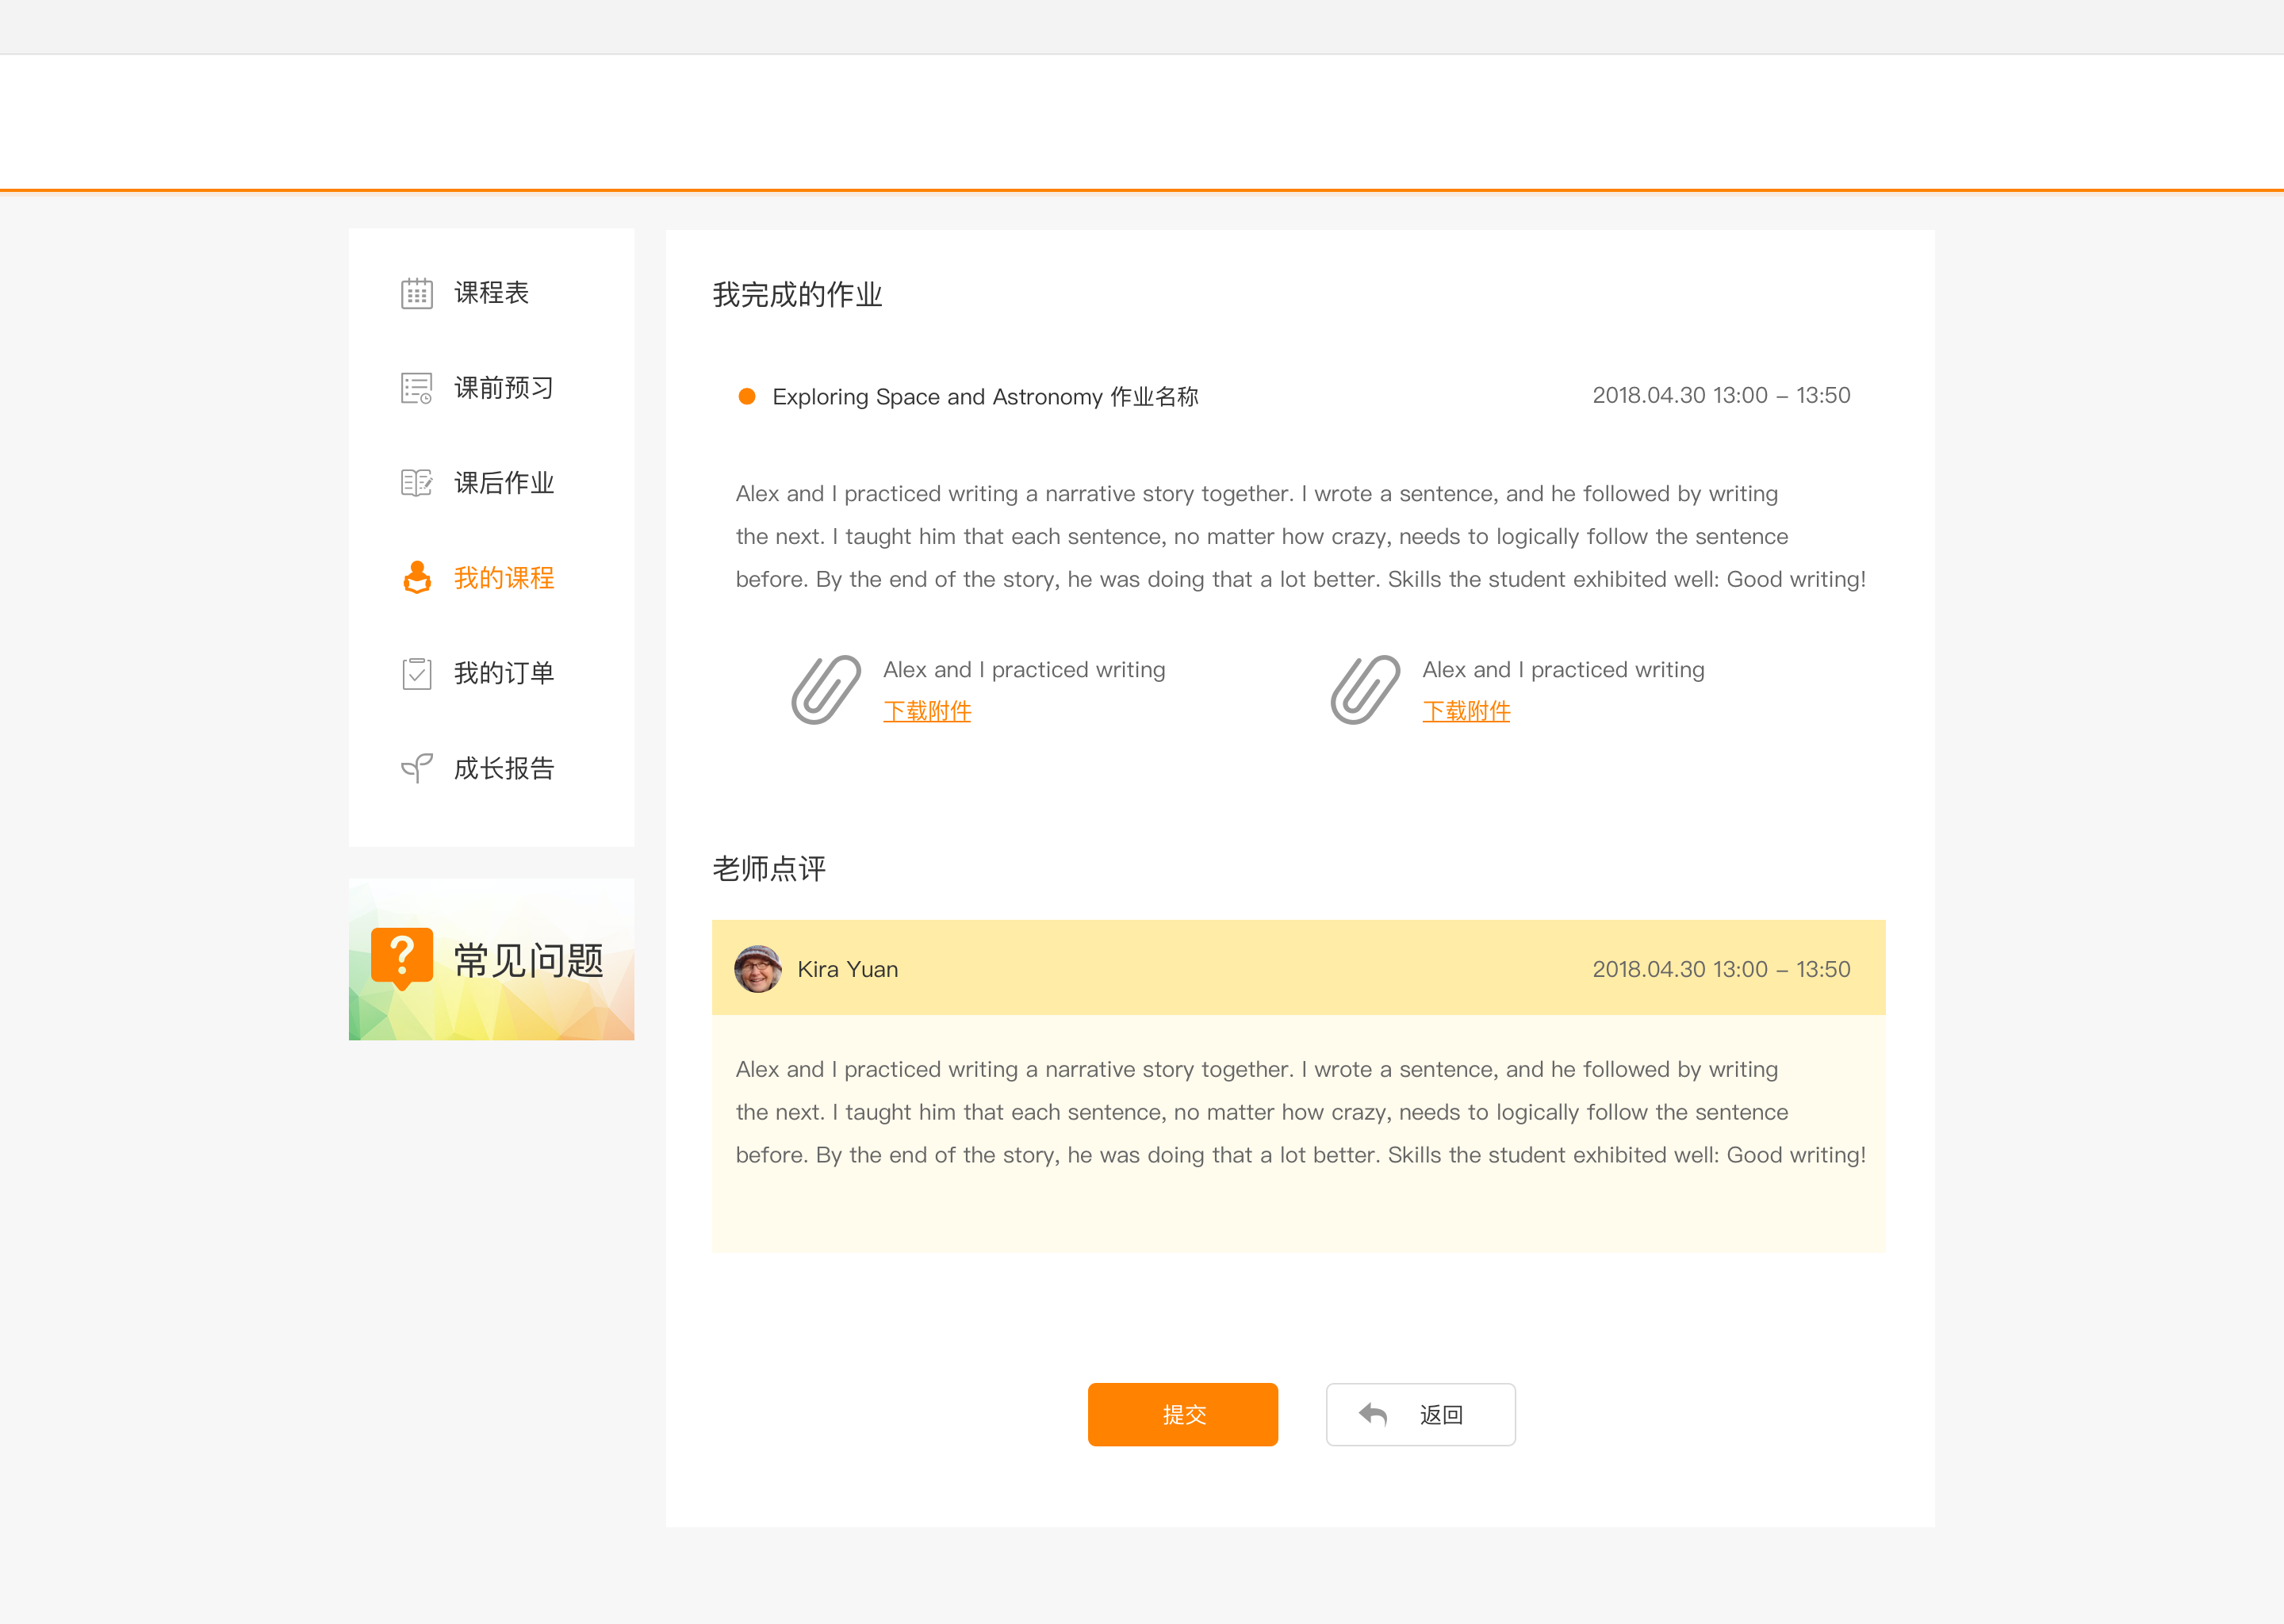 课程表
课前预习
课后作业
我的课程
我的订单
成长报告
?
常见问题
我完成的作业
Exploring Space and Astronomy 作业名称
2018.04.30 13:00 – 13:50
Alex and I practiced writing a narrative story together. I wrote a sentence, and he followed by writing
the next. I taught him that each sentence, no matter how crazy, needs to logically follow the sentence
before. By the end of the story, he was doing that a lot better. Skills the student exhibited well: Good writing!
Alex and I practiced writing
下载附件
Alex and I practiced writing
下载附件
老师点评
Kira Yuan
2018.04.30 13:00 – 13:50
Alex and I practiced writing a narrative story together. I wrote a sentence, and he followed by writing
the next. I taught him that each sentence, no matter how crazy, needs to logically follow the sentence
before. By the end of the story, he was doing that a lot better. Skills the student exhibited well: Good writing!
提交
返回